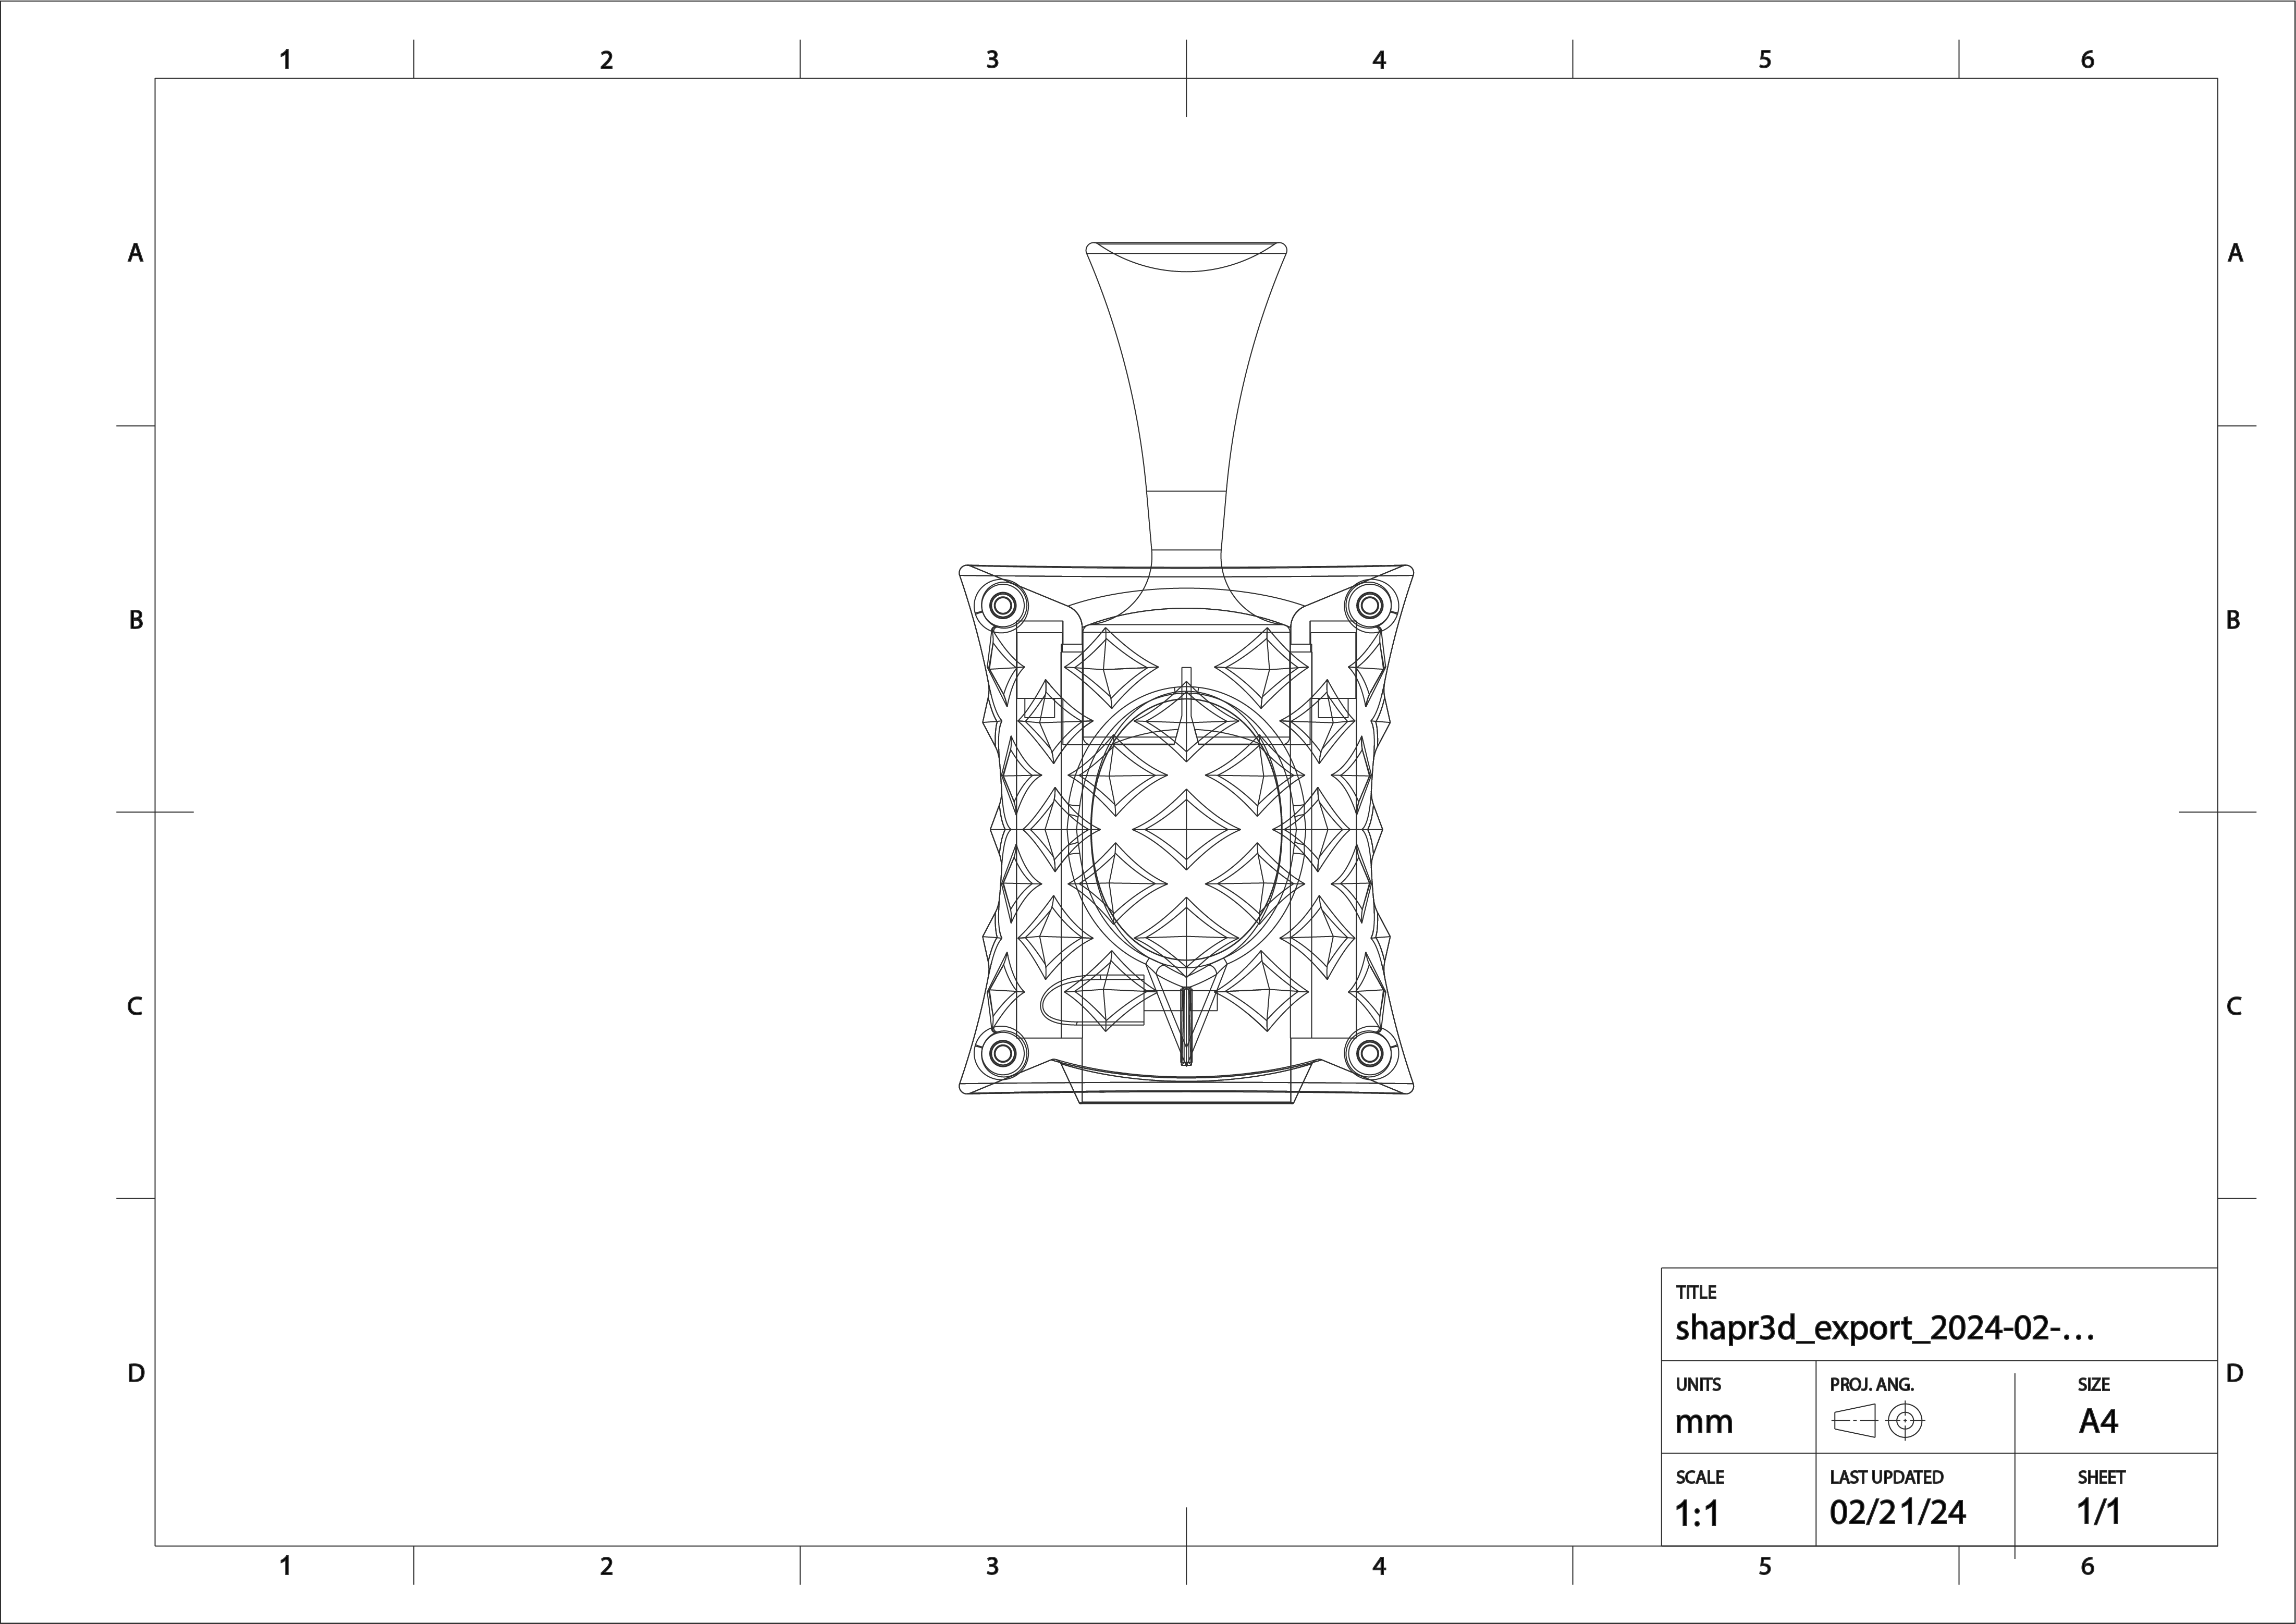 1 2 3 4 5 6
A A
B B
C C
D D
TITLE
shapr3d_export_2024-02-...
UNITS PROJ. ANG. SIZE
mm A4
SCALE LAST UPDATED SHEET
1:1 02/21/24 1/1
1 2 3 4 5 6